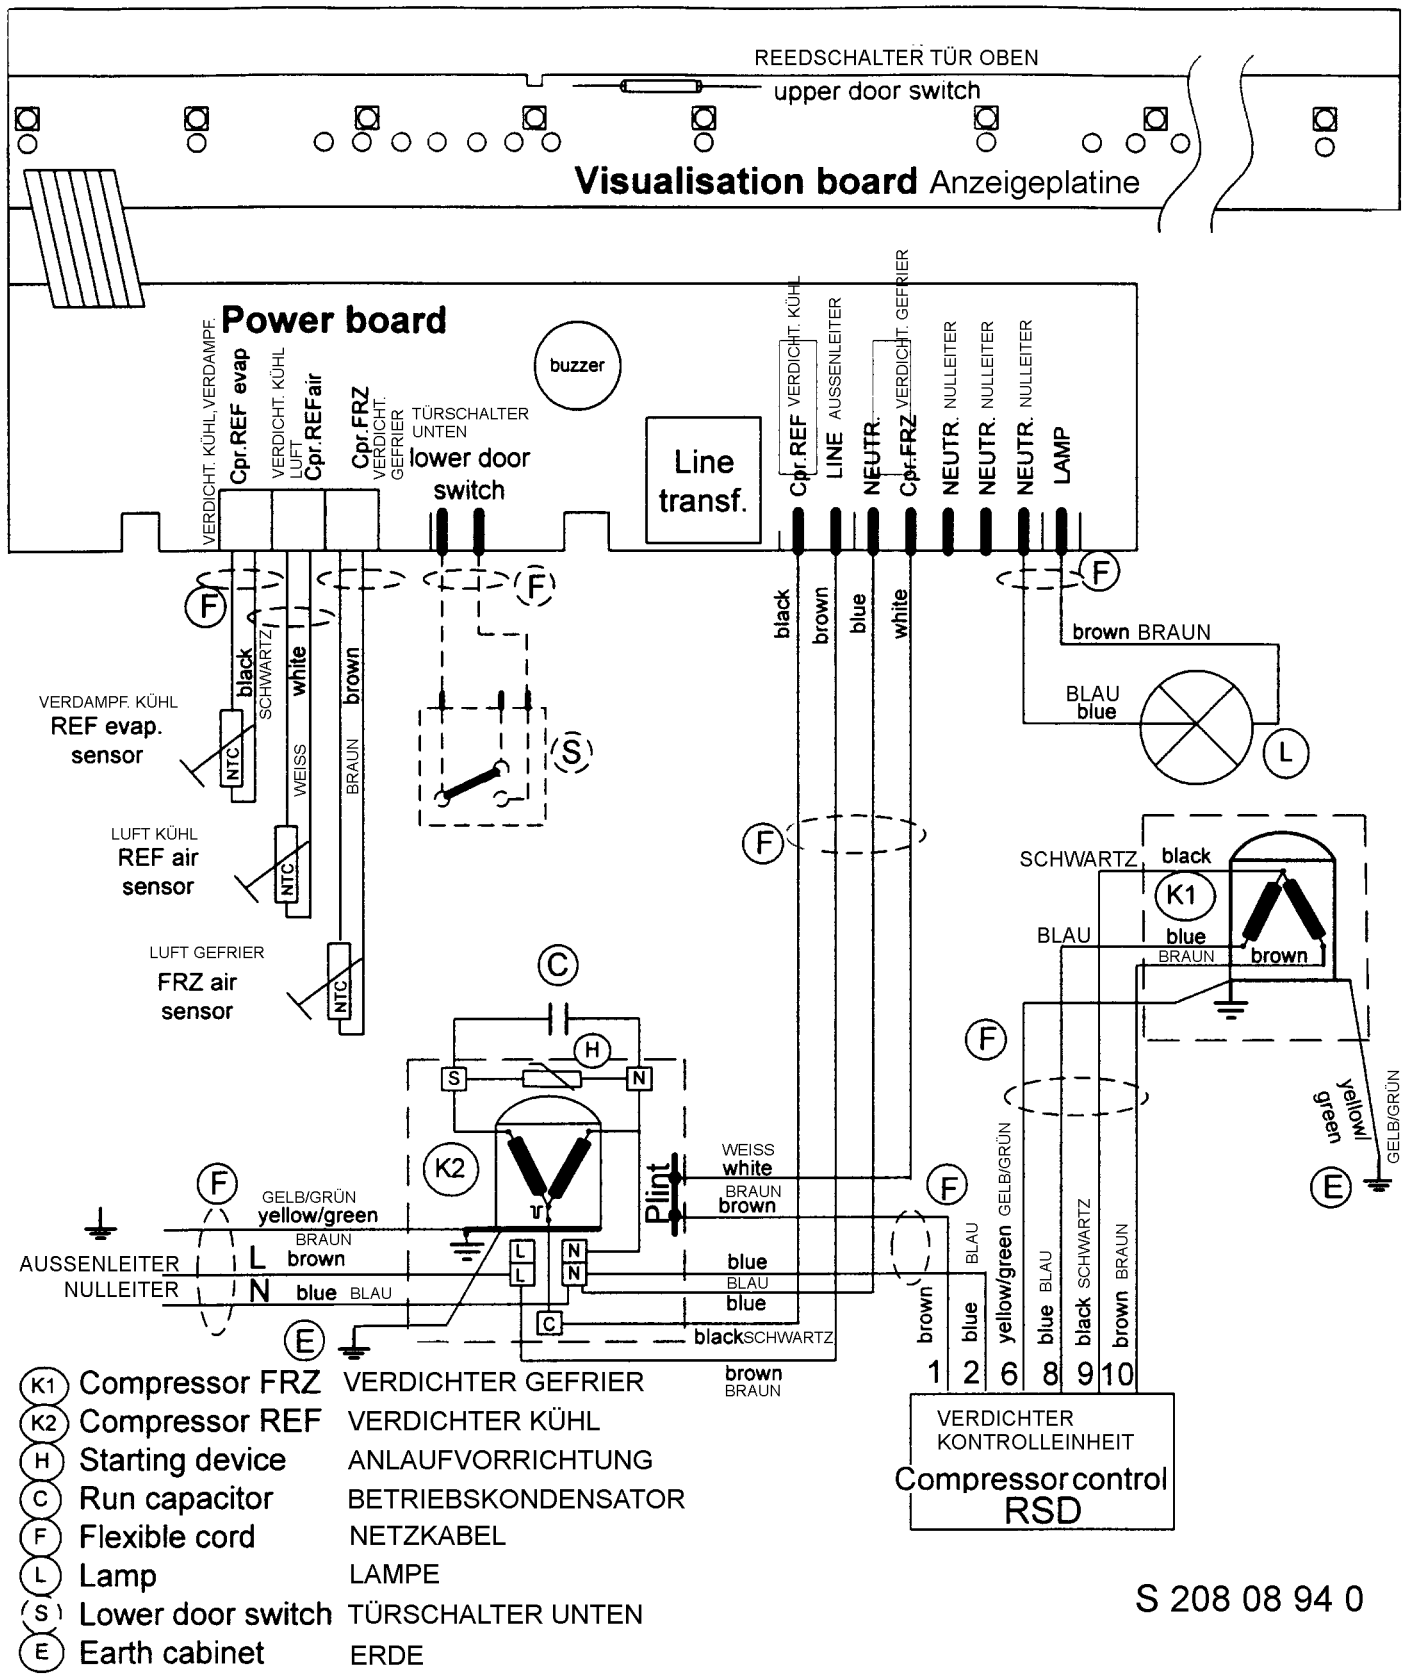 REEDSCHALTER TÜR OBEN
upper door switch
Visualisation board Anzeigeplatine
Power board
buzzer
VERDICHT. KÜHL,VERDAMPF.
Cpr.REF evap
VERDICHT. KÜHL
LUFT
Cpr.REFair
Cpr.FRZ
VERDICHT.
GEFRIER
TÜRSCHALTER
UNTEN
lower door
switch
Line
transf.
Cpr.REF VERDICHT. KÜHL
LINE AUSSENLEITER
NEUTR.
Cpr.FRZ VERDICHT. GEFRIER
NEUTR. NULLEITER
NEUTR. NULLEITER
NEUTR. NULLEITER
LAMP
F
F
F
black
SCHWARTZ
white
WEISS
brown
BRAUN
black
brown
blue
white
brown BRAUN
BLAU
blue
L
VERDAMPF. KÜHL
REF evap.
sensor
NTC
S
LUFT KÜHL
REF air
sensor
NTC
LUFT GEFRIER
FRZ air
sensor
NTC
F
SCHWARTZ black
K1
BLAU blue
BRAUN brown
C
H
S
N
F
yellow/
green
GELB/GRÜN
E
K2
Plint
WEISS
white
BRAUN
brown
F
F
GELB/GRÜN
yellow/green
BRAUN
AUSSENLEITER L brown
NULLEITER N blue BLAU
L
L
N
N
C
blue
BLAU
blue
blackSCHWARTZ
brown
BRAUN
E
brown
blue BLAU
yellow/green GELB/GRÜN
blue BLAU
black SCHWARTZ
brown BRAUN
1 2 6 8 9 10
VERDICHTER
KONTROLLEINHEIT
Compressor control
RSD
K1 Compressor FRZ VERDICHTER GEFRIER
K2 Compressor REF VERDICHTER KÜHL
H Starting device ANLAUFVORRICHTUNG
C Run capacitor BETRIEBSKONDENSATOR
F Flexible cord NETZKABEL
L Lamp LAMPE
S Lower door switch TÜRSCHALTER UNTEN
E Earth cabinet ERDE
S 208 08 94 0